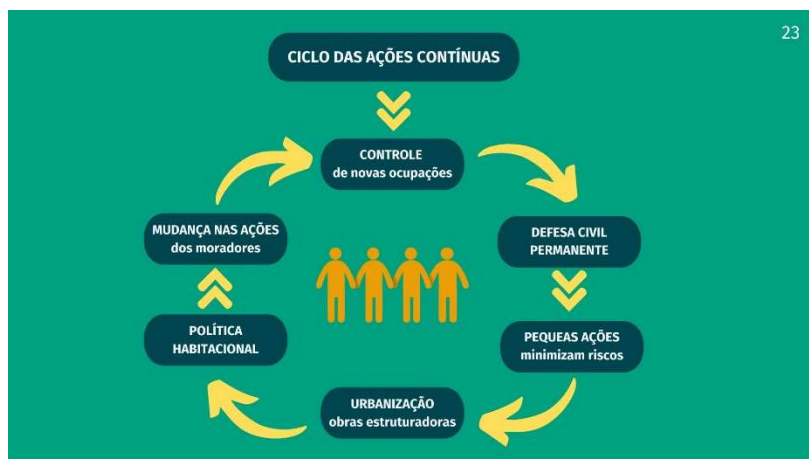 23
CICLO DAS AÇÕES CONTÍNUAS
CONTROLE
de novas ocupações
DEFESA CIVIL
PERMANENTE
PEQUEAS AÇÕES
minimizam riscos
URBANIZAÇÃO
obras estruturadoras
POLÍTICA
HABITACIONAL
MUDANÇA NAS AÇÕES
dos moradores